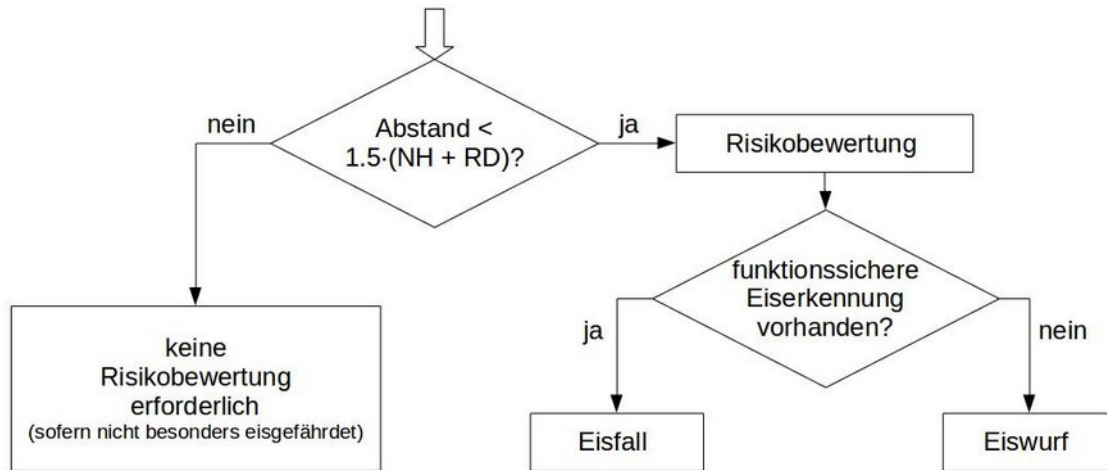 nein
Abstand <
1.5·(NH + RD)?
ja
Risikobewertung
funktionssichere
Eiserkennung
vorhanden?
ja
nein
keine
Risikobewertung
erforderlich
(sofern nicht besonders eisgefährdet)
Eisfall
Eiswurf